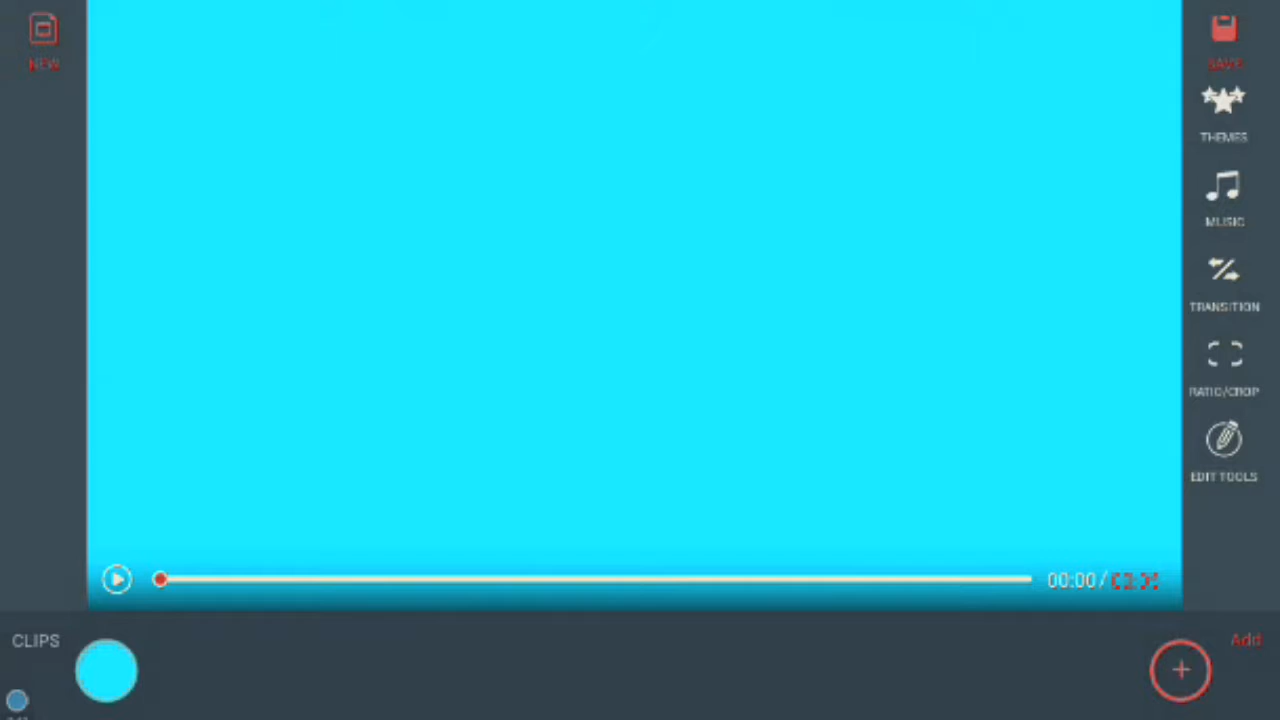 NEW
SAVE
THEMES
MUSIC
TRANSITION
RATIO/CROP
EDIT TOOLS
00:00 /
CLIPS
Add